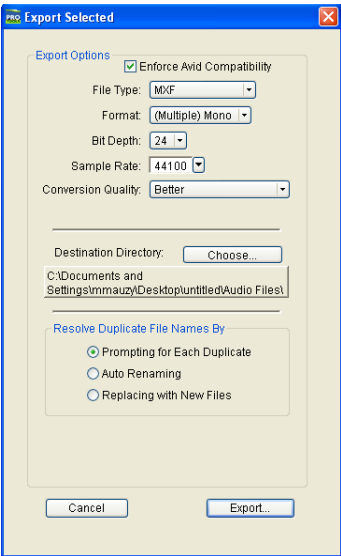 PRO Export Selected
Export Options
Enforce Avid Compatibility
File Type: MXF
Format: (Multiple) Mono
Bit Depth: 24
Sample Rate: 44100
Conversion Quality: Better
Destination Directory: Choose...
C:\Documents and
Settings\mmauzy\Desktop\untitled\Audio Files\
Resolve Duplicate File Names By
Prompting for Each Duplicate
Auto Renaming
Replacing with New Files
Cancel Export...